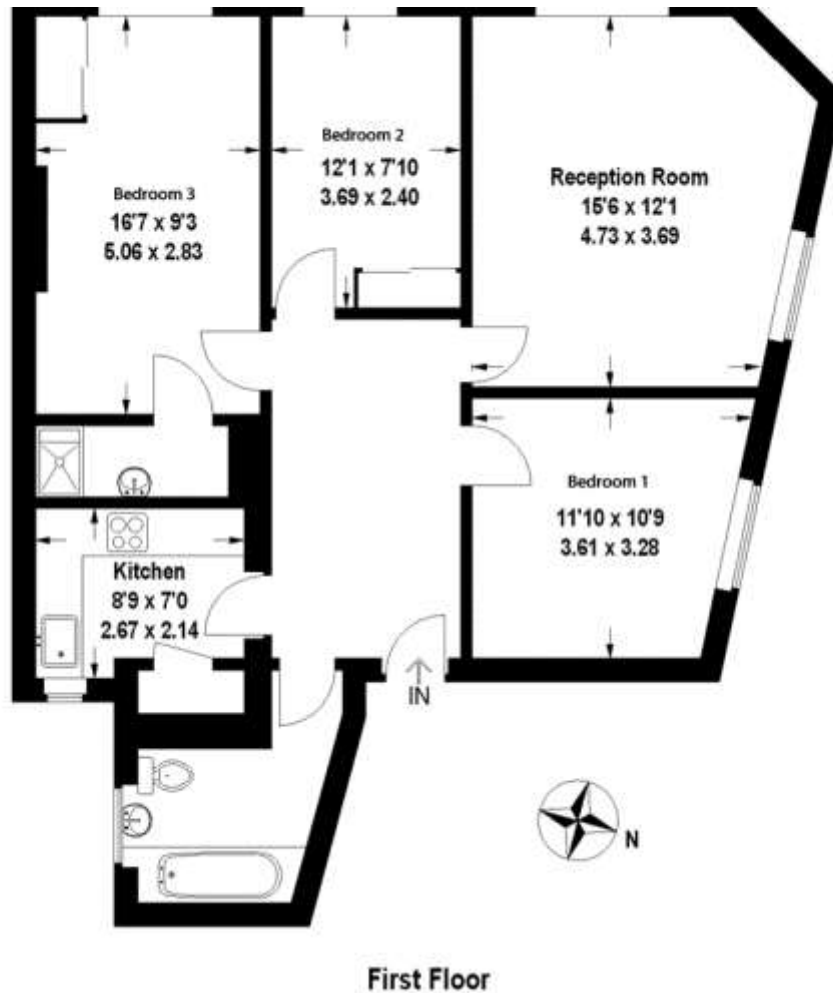 Bedroom 3
16'7 x 9'3
5.06 x 2.83
Bedroom 2
12'1 x 7'10
3.69 x 2.40
Reception Room
15'6 x 12'1
4.73 x 3.69
Bedroom 1
11'10 x 10'9
3.61 x 3.28
Kitchen
8'9 x 7'0
2.67 x 2.14
IN
N
First Floor